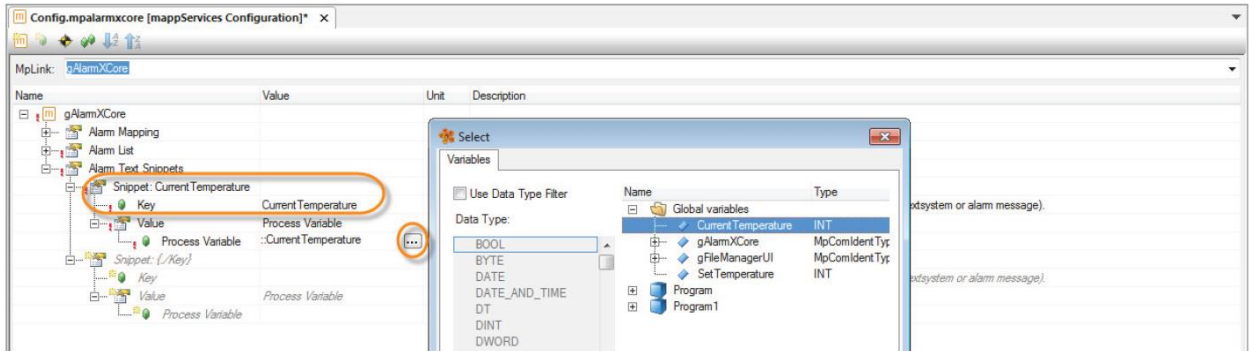 Config.mpalarmxcore [mappServices Configuration]* x
MpLink: gAlarmXCore
Name Value Unit Description
gAlarmXCore
Alarm Mapping
Alarm List
Alarm Text Snippets
Snippet: CurrentTemperature
Key CurrentTemperature
Value Process Variable
Process Variable ::CurrentTemperature ...
Snippet: {./Key}
Key
Value Process Variable
Process Variable
Select
Variables
Use Data Type Filter
Data Type:
BOOL
BYTE
DATE
DATE_AND_TIME
DT
DINT
DWORD
Name Type
Global variables
CurrentTemperature INT
gAlarmXCore MpComIdentTyp
gFileManagerUI MpComIdentTyp
SetTemperature INT
Program
Program1
or alarm message).
or alarm message).